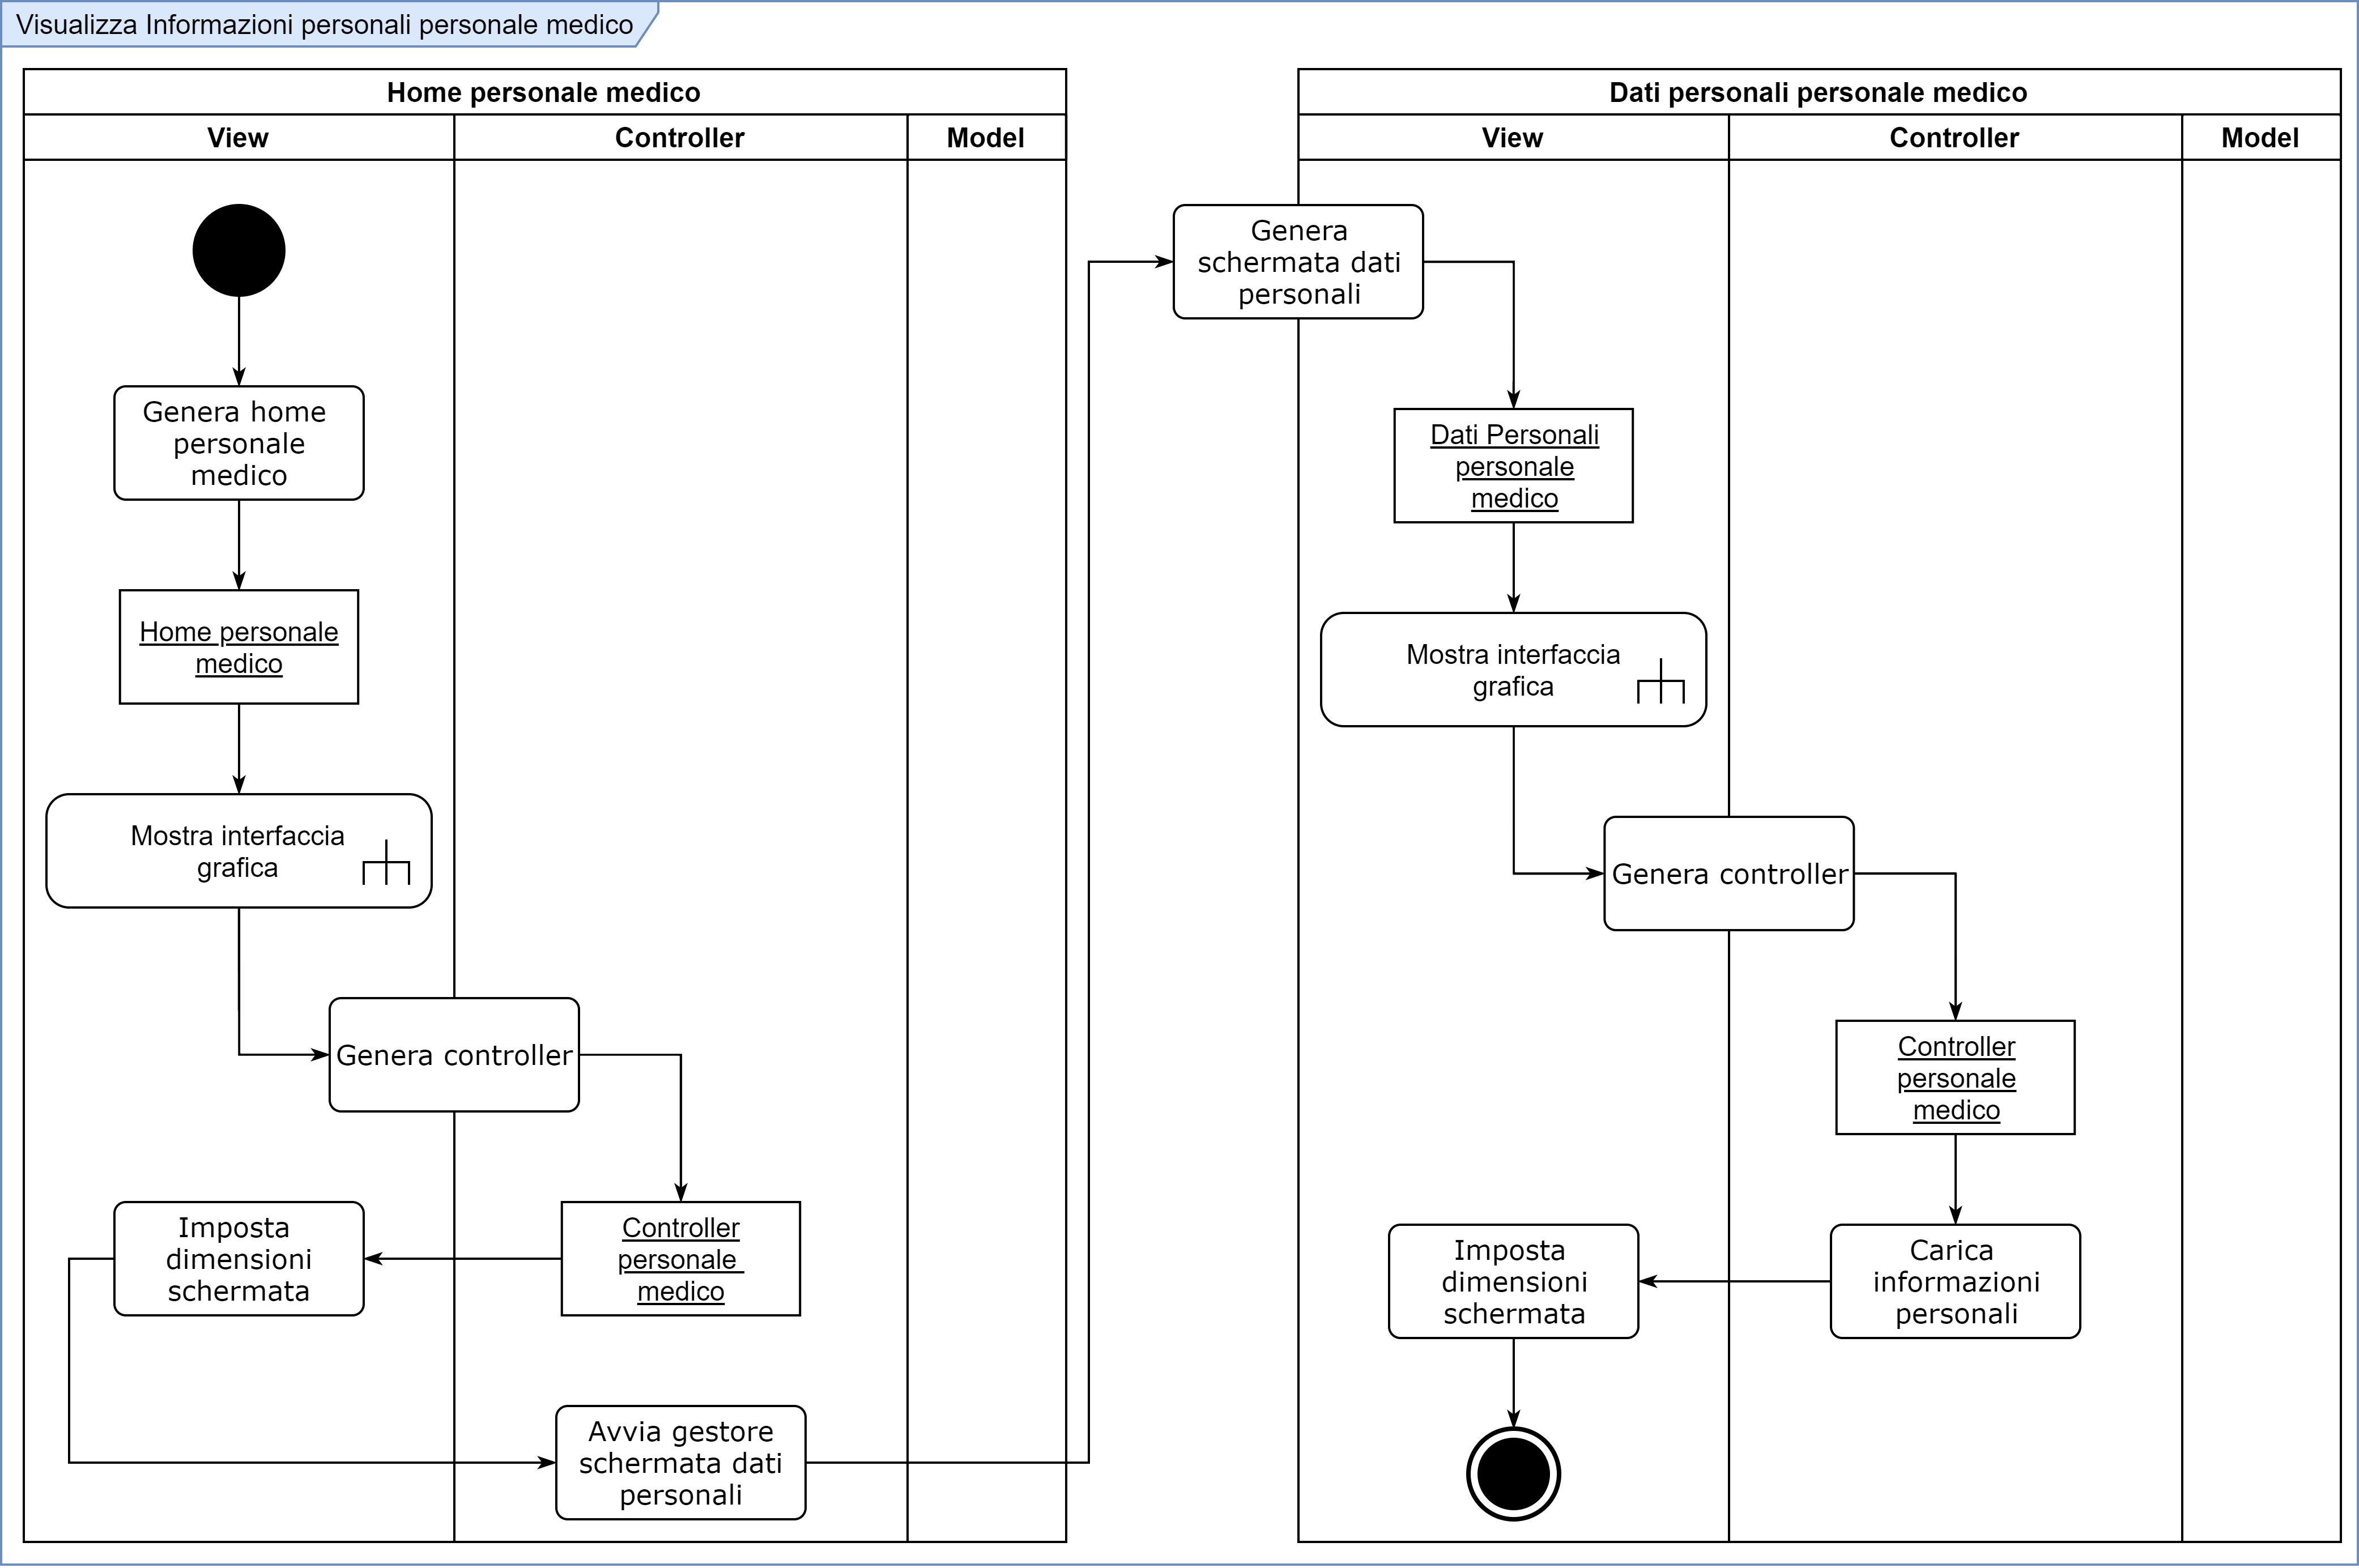 Visualizza Informazioni personali personale medico
Home personale medico
View
Controller
Model
Genera home
personale
medico
Home personale
medico
Mostra interfaccia
grafica
Genera controller
Controller
personale
medico
Imposta
dimensioni
schermata
Avvia gestore
schermata dati
personali
Dati personali personale medico
View
Controller
Model
Genera
schermata dati
personali
Dati Personali
personale
medico
Mostra interfaccia
grafica
Genera controller
Controller
personale
medico
Carica
informazioni
personali
Imposta
dimensioni
schermata